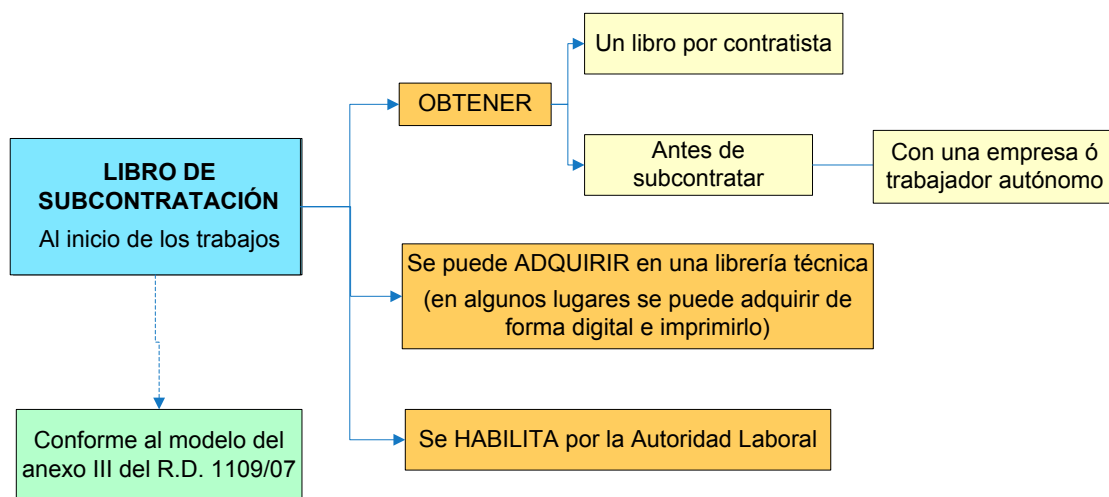 Un libro por contratista
OBTENER
Antes de
subcontratar
Con una empresa ó
trabajador autónomo
LIBRO DE
SUBCONTRATACIÓN
Al inicio de los trabajos
Se puede ADQUIRIR en una librería técnica
(en algunos lugares se puede adquirir de
forma digital e imprimirlo)
Se HABILITA por la Autoridad Laboral
Conforme al modelo del
anexo III del R.D. 1109/07